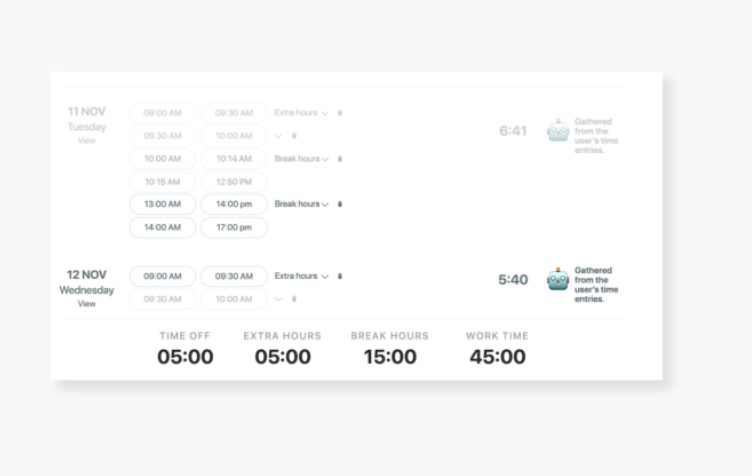 11 NOV
Tuesday
View
09:00 AM 09:30 AM Extra hours
09:30 AM 10:00 AM
10:00 AM 10:14 AM Break hours
10:15 AM 12:50 PM
13:00 AM 14:00 pm Break hours
14:00 AM 17:00 pm
6:41
Gathered
from the
user's time
entries.
12 NOV
Wednesday
View
09:00 AM 09:30 AM Extra hours
09:30 AM 10:00 AM
5:40
Gathered
from the
user's time
entries.
TIME OFF EXTRA HOURS BREAK HOURS WORK TIME
05:00 05:00 15:00 45:00